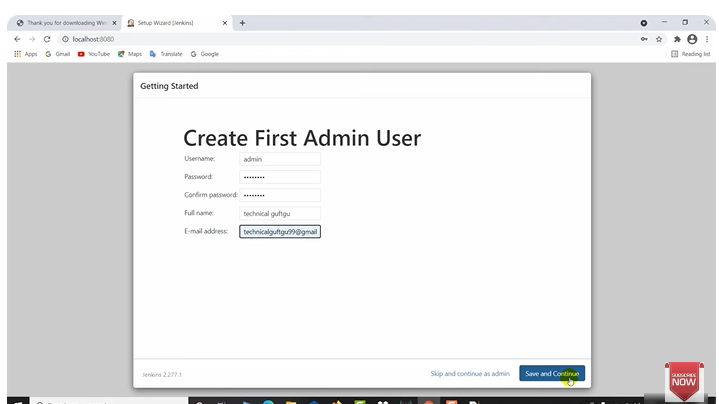 Thank you for downloading Win
Setup Wizard [Jenkins]
localhost:8080
Apps
Gmail
YouTube
Maps
Translate
Google
Reading list
Getting Started
Create First Admin User
Username:
admin
Password:
••••••••
Confirm password:
••••••••
Full name:
technical guftgu
E-mail address:
technicalguftgu99@gmail
Jenkins 2.277.1
Skip and continue as admin
Save and Continue
SUBSCRIBE
NOW